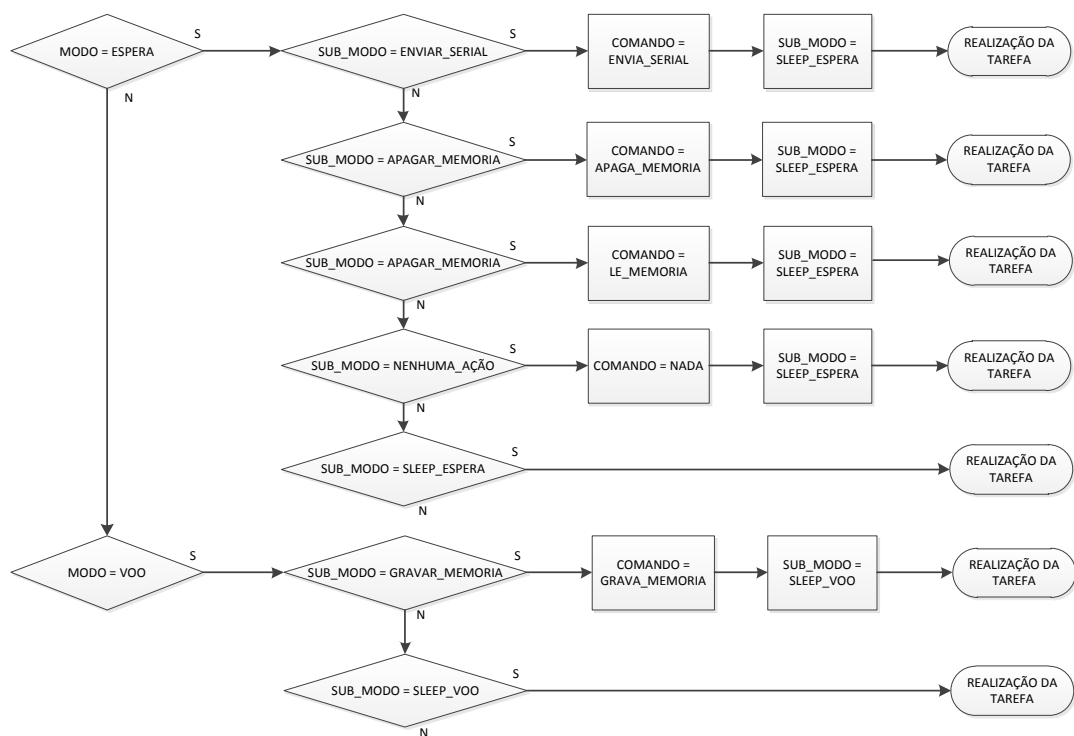 MODO = ESPERA
S
N
SUB_MODO = ENVIAR_SERIAL
S
N
COMANDO =
ENVIA_SERIAL
SUB_MODO =
SLEEP_ESPERA
REALIZAÇÃO DA
TAREFA
SUB_MODO = APAGAR_MEMORIA
S
N
COMANDO =
APAGA_MEMORIA
SUB_MODO =
SLEEP_ESPERA
REALIZAÇÃO DA
TAREFA
SUB_MODO = APAGAR_MEMORIA
S
N
COMANDO =
LE_MEMORIA
SUB_MODO =
SLEEP_ESPERA
REALIZAÇÃO DA
TAREFA
SUB_MODO = NENHUMA_AÇÃO
S
N
COMANDO = NADA
SUB_MODO =
SLEEP_ESPERA
REALIZAÇÃO DA
TAREFA
SUB_MODO = SLEEP_ESPERA
S
N
REALIZAÇÃO DA
TAREFA
MODO = VOO
S
SUB_MODO = GRAVAR_MEMORIA
S
N
COMANDO =
GRAVA_MEMORIA
SUB_MODO =
SLEEP_VOO
REALIZAÇÃO DA
TAREFA
SUB_MODO = SLEEP_VOO
S
N
REALIZAÇÃO DA
TAREFA